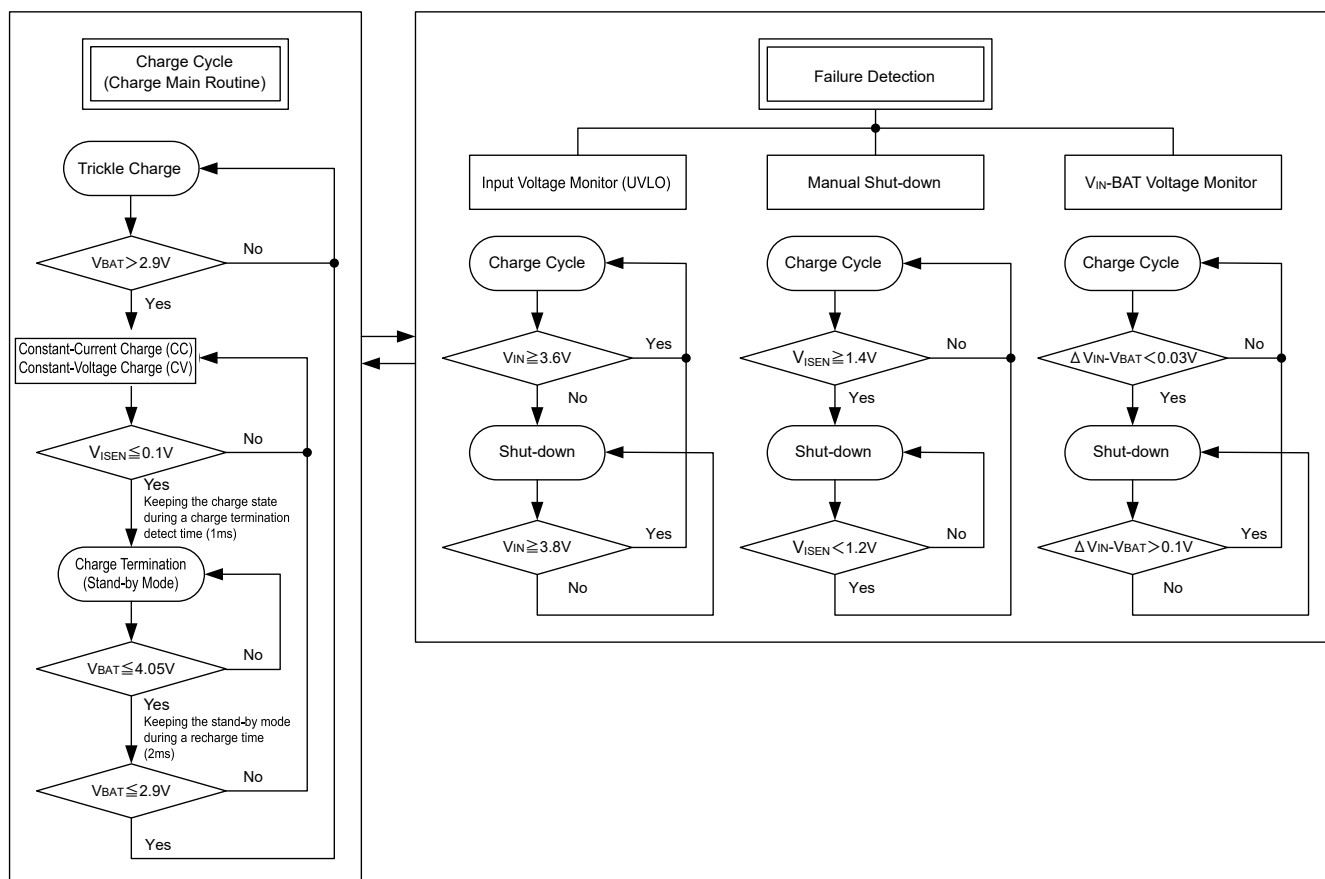 Charge Cycle
(Charge Main Routine)
Trickle Charge
VBAT＞2.9V
No
Yes
Constant-Current Charge (CC)
Constant-Voltage Charge (CV)
VISEN≦0.1V
No
Yes
Keeping the charge state
during a charge termination
detect time (1ms)
Charge Termination
(Stand-by Mode)
VBAT≦4.05V
No
Yes
Keeping the stand-by mode
during a recharge time
(2ms)
VBAT≦2.9V
No
Yes
Failure Detection
Input Voltage Monitor (UVLO)
Charge Cycle
VIN≧3.6V
Yes
No
Shut-down
VIN≧3.8V
Yes
No
Manual Shut-down
Charge Cycle
VISEN≧1.4V
No
Yes
Shut-down
VISEN＜1.2V
No
Yes
VIN-BAT Voltage Monitor
Charge Cycle
ΔVIN-VBAT＜0.03V
No
Yes
Shut-down
ΔVIN-VBAT＞0.1V
Yes
No